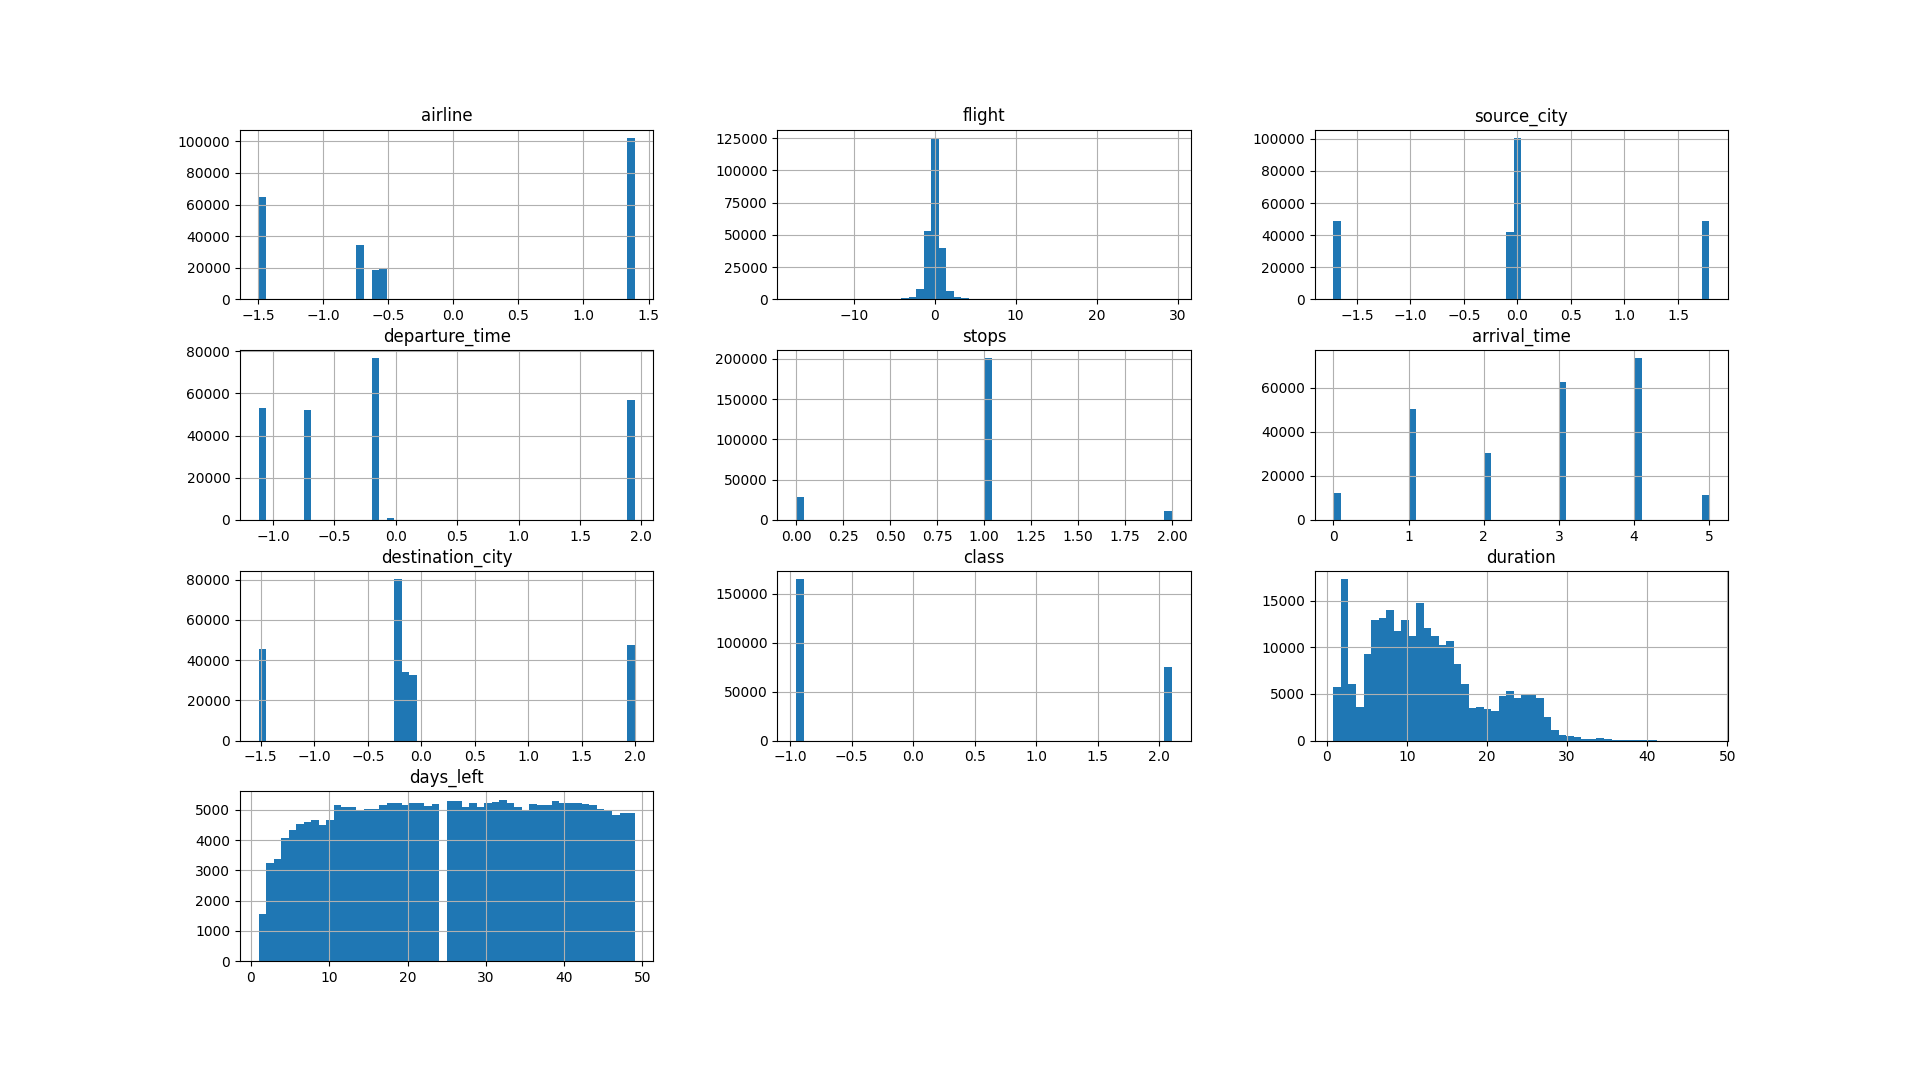 airline
100000
80000
60000
40000
20000
0
−1.5 −1.0 −0.5 0.0 0.5 1.0 1.5
flight
125000
100000
75000
50000
25000
0
−10 0 10 20 30
source_city
100000
80000
60000
40000
20000
0
−1.5 −1.0 −0.5 0.0 0.5 1.0 1.5
departure_time
80000
60000
40000
20000
0
−1.0 −0.5 0.0 0.5 1.0 1.5 2.0
stops
200000
150000
100000
50000
0
0.00 0.25 0.50 0.75 1.00 1.25 1.50 1.75 2.00
arrival_time
60000
40000
20000
0
0 1 2 3 4 5
destination_city
80000
60000
40000
20000
0
−1.5 −1.0 −0.5 0.0 0.5 1.0 1.5 2.0
class
150000
100000
50000
0
−1.0 −0.5 0.0 0.5 1.0 1.5 2.0
duration
15000
10000
5000
0
0 10 20 30 40 50
days_left
5000
4000
3000
2000
1000
0
0 10 20 30 40 50